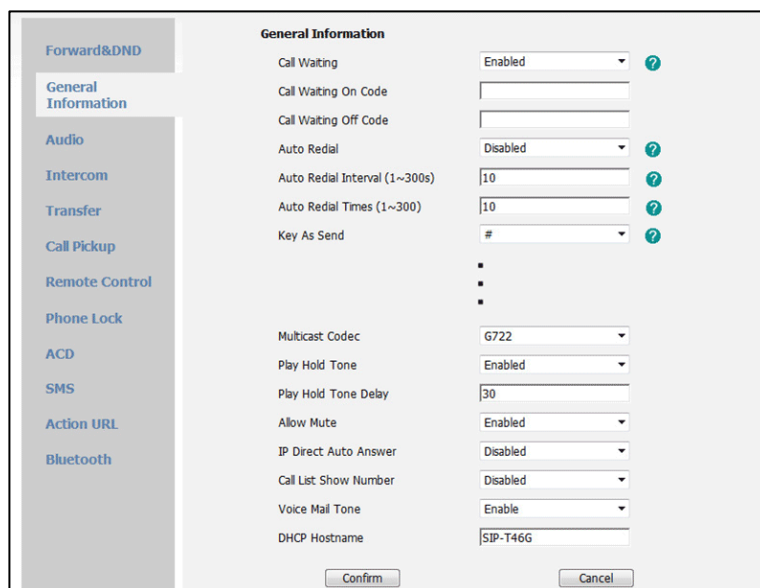 Forward&DND
General
Information
Audio
Intercom
Transfer
Call Pickup
Remote Control
Phone Lock
ACD
SMS
Action URL
Bluetooth
General Information
Call Waiting Enabled ?
Call Waiting On Code
Call Waiting Off Code
Auto Redial Disabled ?
Auto Redial Interval (1~300s) 10 ?
Auto Redial Times (1~300) 10 ?
Key As Send # ?
Multicast Codec G722
Play Hold Tone Enabled
Play Hold Tone Delay 30
Allow Mute Enabled
IP Direct Auto Answer Disabled
Call List Show Number Disabled
Voice Mail Tone Enable
DHCP Hostname SIP-T46G
Confirm Cancel